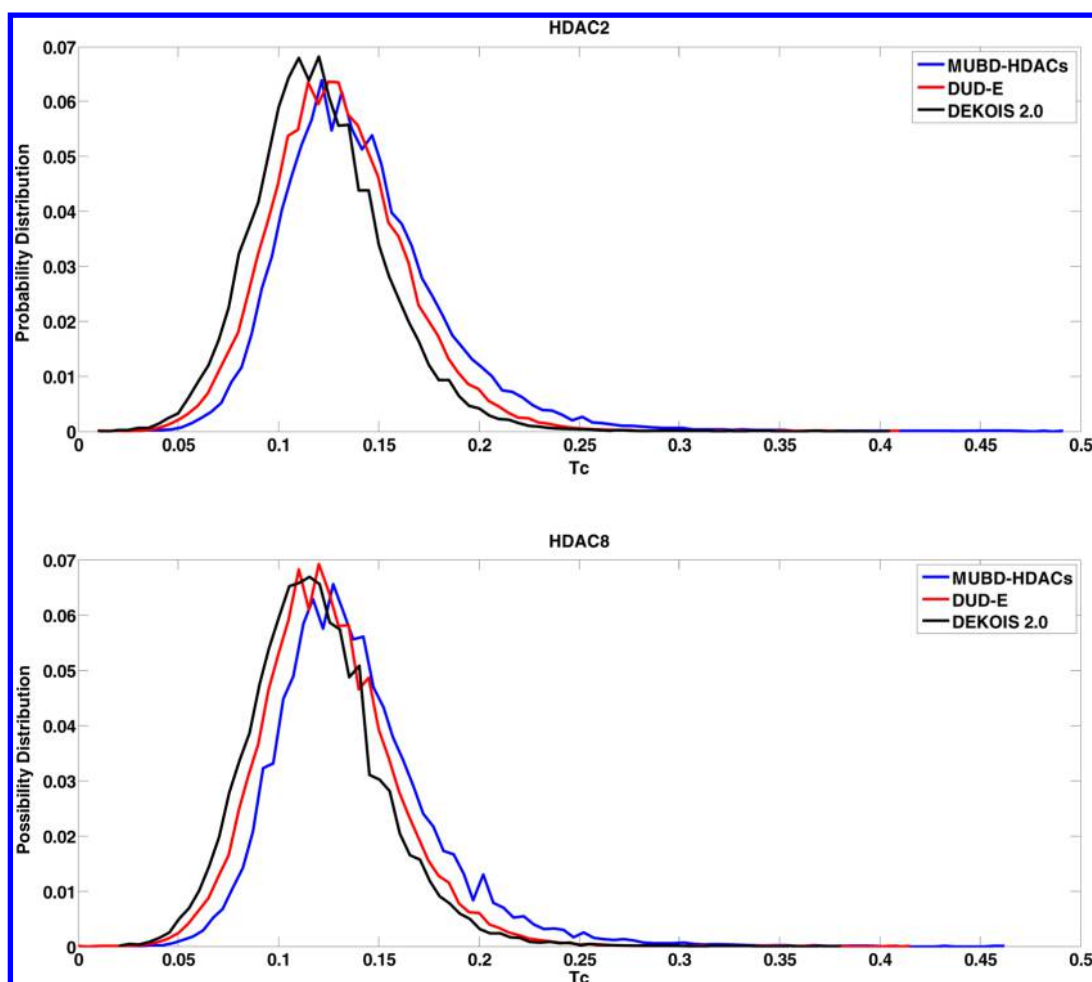 HDAC2
0.07
0.06
0.05
0.04
0.03
0.02
0.01
0
Probability Distribution
MUBD-HDACs
DUD-E
DEKOIS 2.0
0 0.05 0.1 0.15 0.2 0.25 0.3 0.35 0.4 0.45 0.5
Tc
HDAC8
0.07
0.06
0.05
0.04
0.03
0.02
0.01
0
Possibility Distribution
MUBD-HDACs
DUD-E
DEKOIS 2.0
0 0.05 0.1 0.15 0.2 0.25 0.3 0.35 0.4 0.45 0.5
Tc